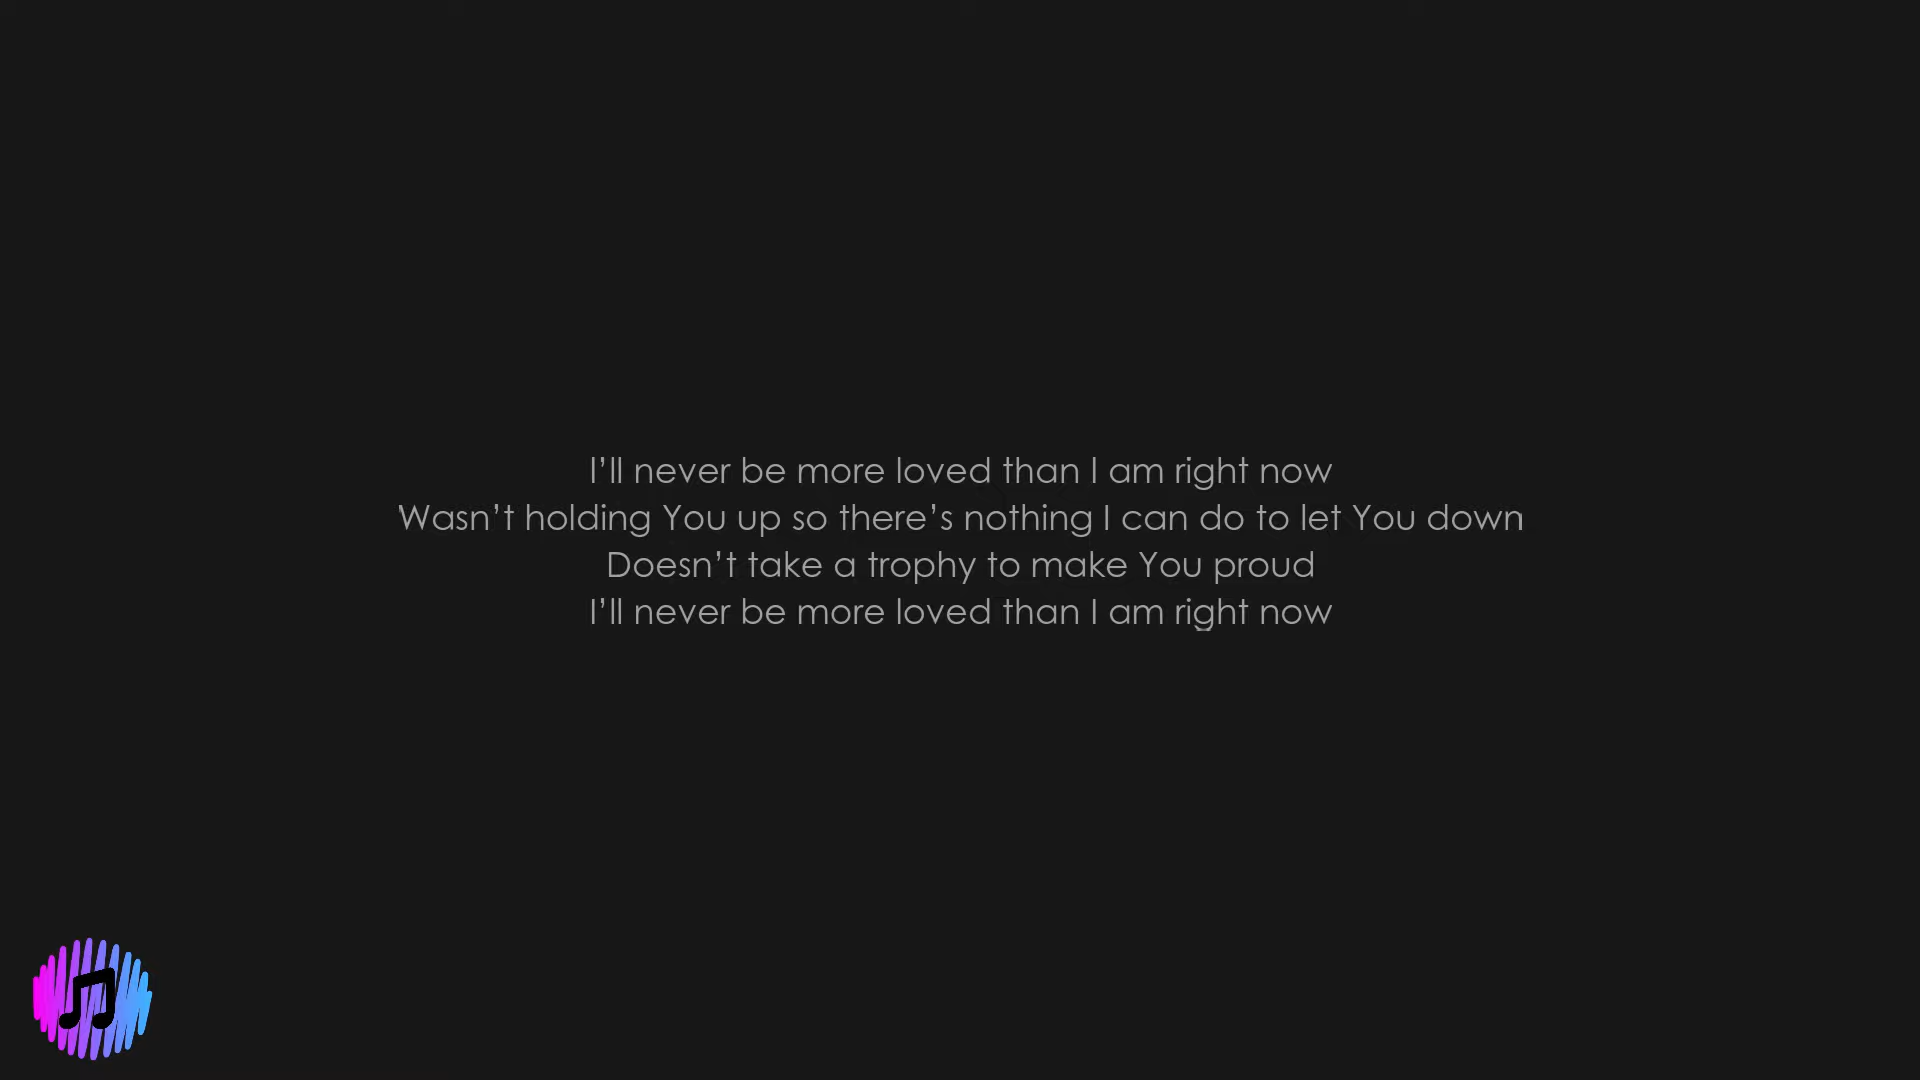 I’ll never be more loved than I am right now
Wasn’t holding You up so there’s nothing I can do to let You down
Doesn’t take a trophy to make You proud
I’ll never be more loved than I am right now